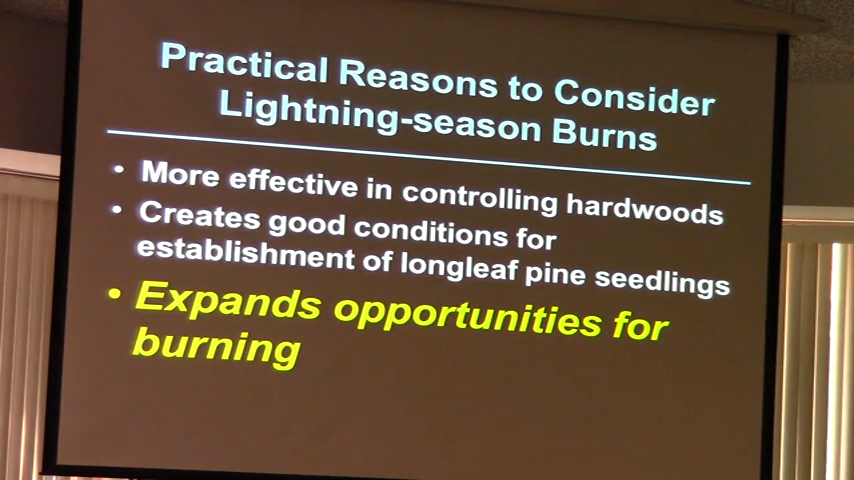 Practical Reasons to Consider
Lightning-season Burns
• More effective in controlling hardwoods
• Creates good conditions for
establishment of longleaf pine seedlings
• Expands opportunities for
burning